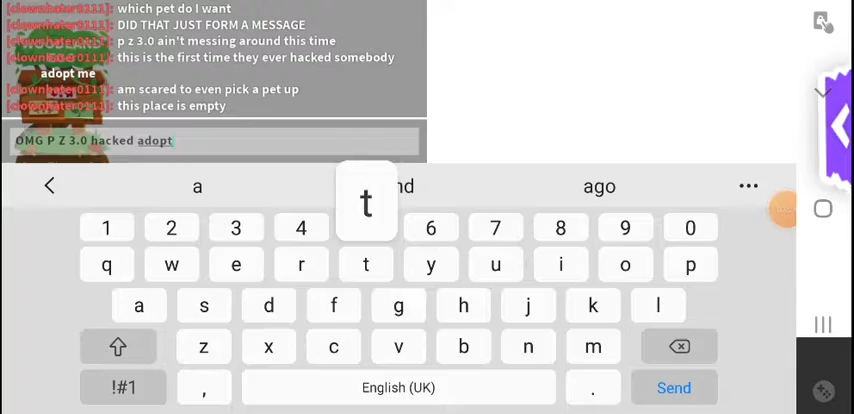 [clownhater0111]: which pet do I want
[clownhater0111]: DID THAT JUST FORM A MESSAGE
[clownhater0111]: p z 3.0 ain't messing around this time
[clownhater0111]: this is the first time they ever hacked somebody
adopt me
[clownhater0111]: am scared to even pick a pet up
[clownhater0111]: this place is empty
OMG P Z 3.0 hacked adopt
a t nd ago
1 2 3 4 6 7 8 9 0
q w e r t y u i o p
a s d f g h j k l
z x c v b n m
!#1 , English (UK) . Send